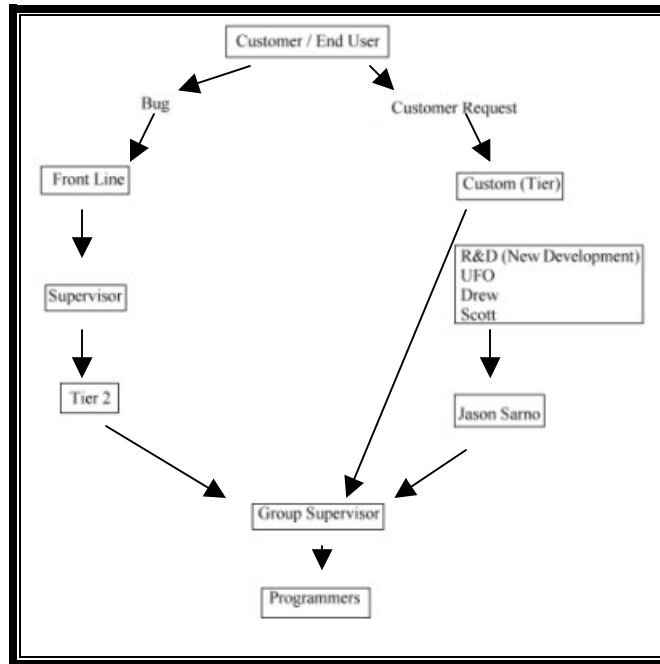 Customer / End User
Bug
Customer Request
Front Line
Custom (Tier)
R&D (New Development)
UFO
Drew
Scott
Supervisor
Tier 2
Jason Sarno
Group Supervisor
Programmers